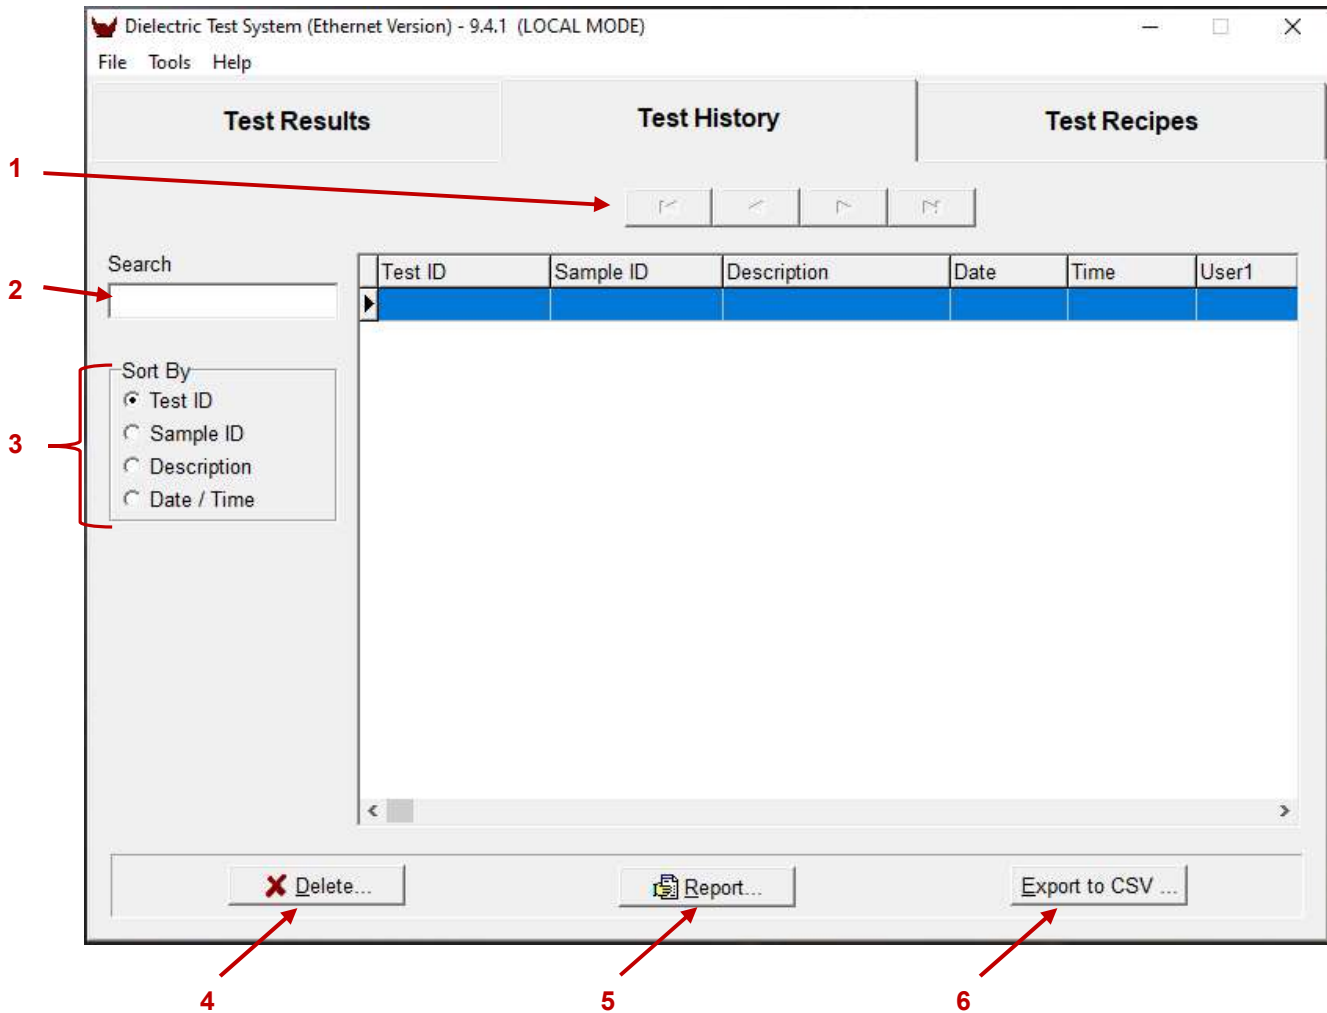 Dielectric Test System (Ethernet Version) - 9.4.1  (LOCAL MODE)
File Tools Help
Test Results Test History Test Recipes
1
Search
Test ID Sample ID Description Date Time User1
2
Sort By
Test ID
Sample ID
3
Description
Date / Time
Delete... Report... Export to CSV ...
4 5 6